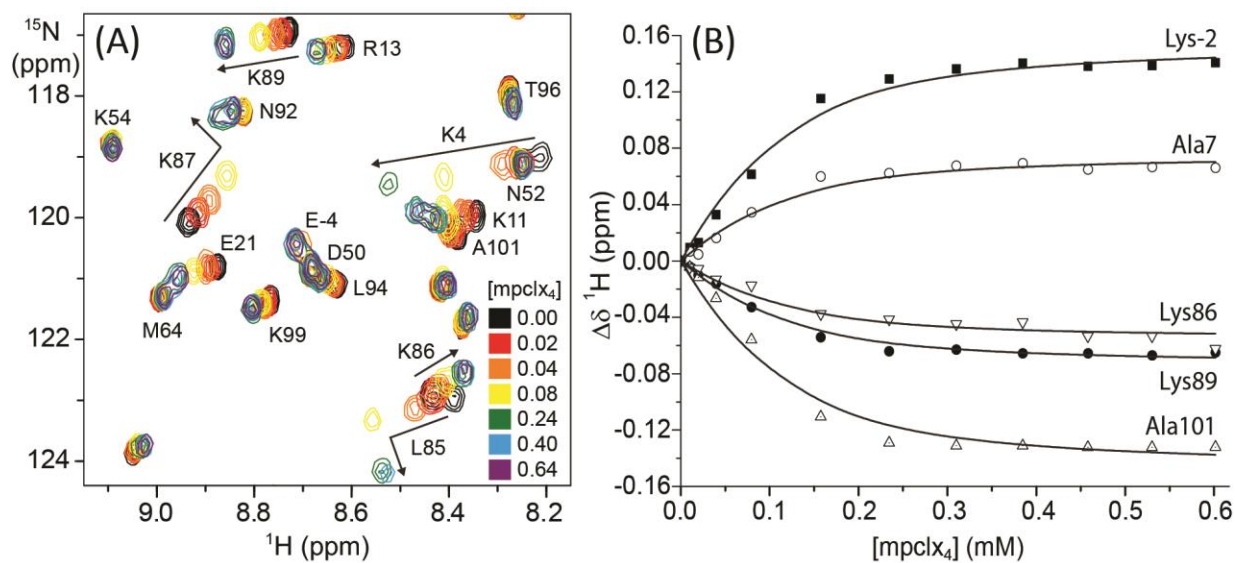 (A)
¹⁵N
(ppm)
R13
K89
118
T96
K54
N92
K4
K87
N52
120
K11
E-4
A101
E21
D50
L94
[mpclx₄]
0.00
M64
0.02
K99
122
K86
0.04
0.08
0.24
L85
0.40
124
0.64
9.0 8.8 8.6 8.4 8.2
¹H (ppm)
(B)
0.16
Lys-2
0.12
0.08
Ala7
0.04
Δδ ¹H (ppm)
0.00
Lys86
-0.04
Lys89
-0.08
Ala101
-0.12
-0.16
0.0 0.1 0.2 0.3 0.4 0.5 0.6
[mpclx₄] (mM)